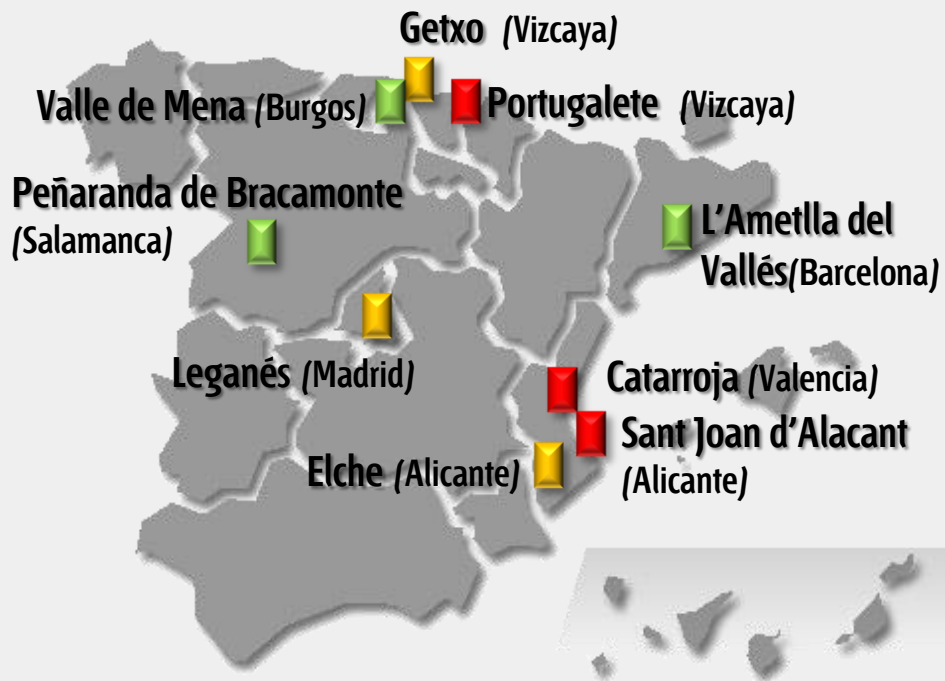 Getxo (Vizcaya)
Valle de Mena (Burgos)
Portugalete (Vizcaya)
Peñaranda de Bracamonte
(Salamanca)
L'Ametlla del
Vallés(Barcelona)
Leganés (Madrid)
Catarroja (Valencia)
Sant Joan d'Alacant
(Alicante)
Elche (Alicante)